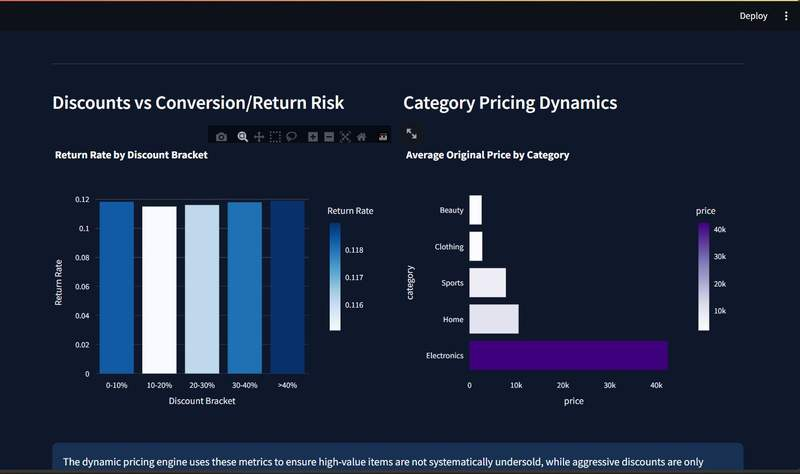 Deploy
Discounts vs Conversion/Return Risk
Category Pricing Dynamics
Return Rate by Discount Bracket
Average Original Price by Category
0.12
0.1
0.08
0.06
0.04
0.02
0
Return Rate
0-10%
10-20%
20-30%
30-40%
>40%
Discount Bracket
Return Rate
0.118
0.117
0.116
Beauty
Clothing
Sports
Home
Electronics
category
0
10k
20k
30k
40k
price
price
40k
30k
20k
10k
The dynamic pricing engine uses these metrics to ensure high-value items are not systematically undersold, while aggressive discounts are only